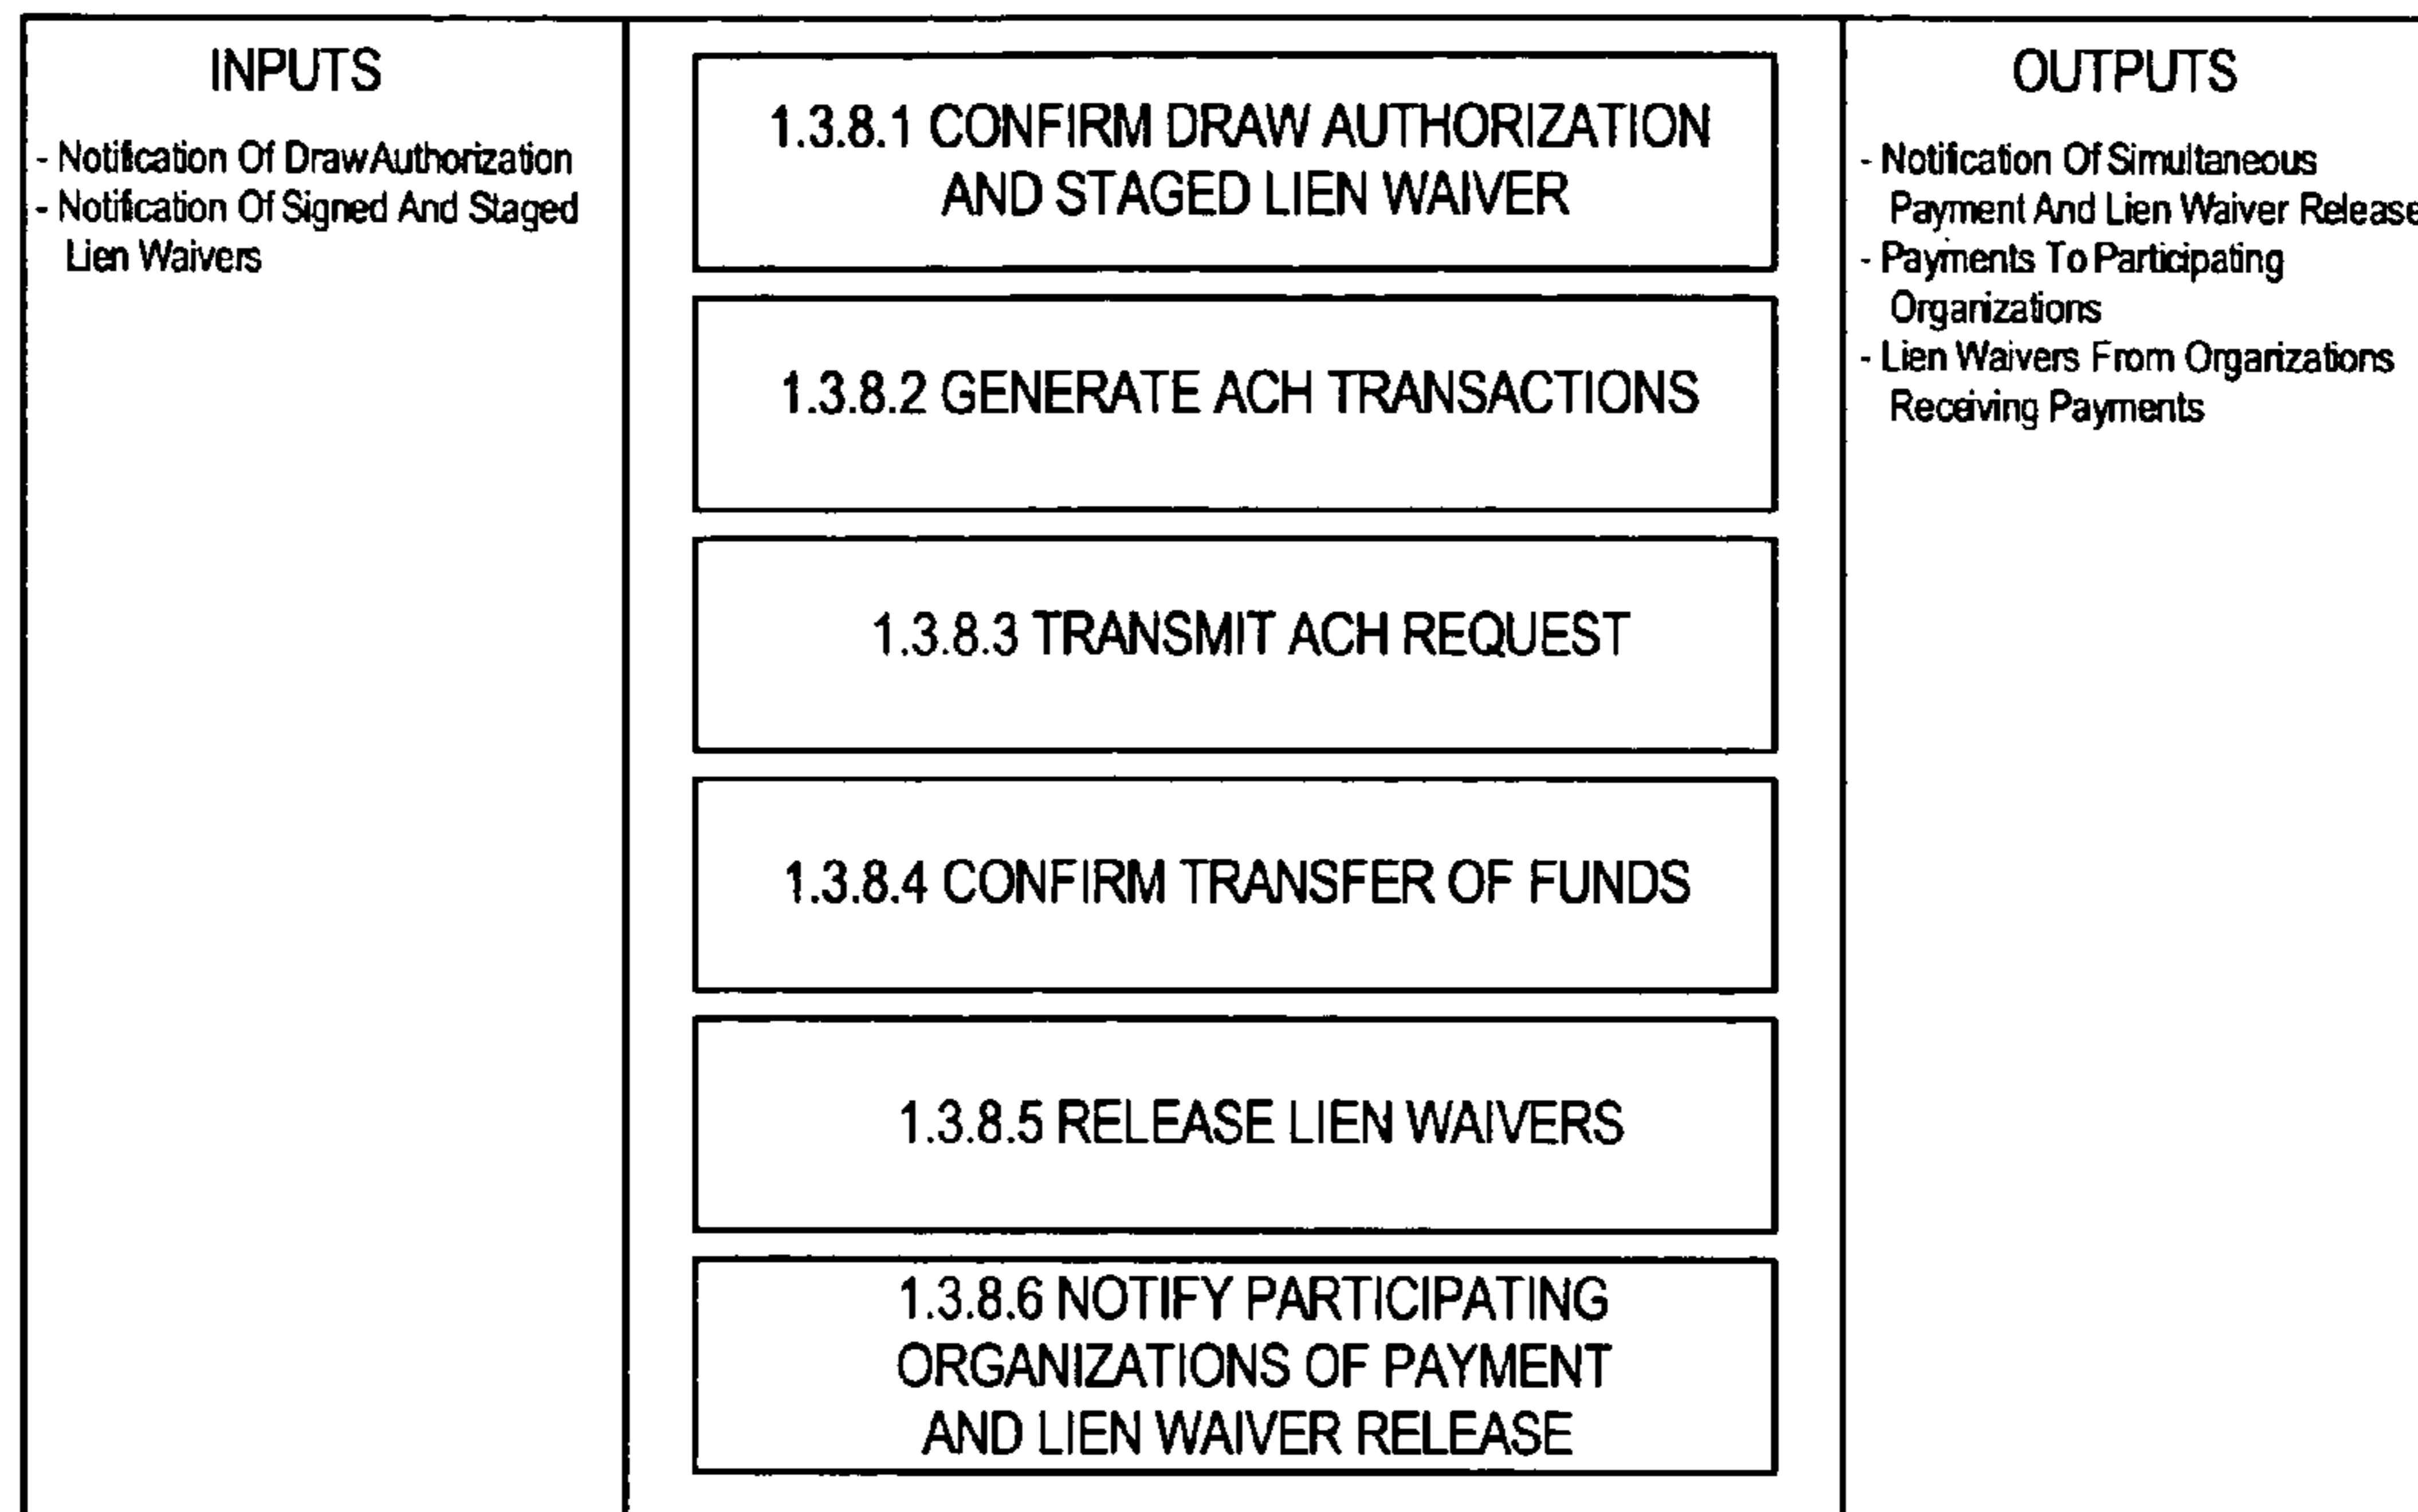 INPUTS
- Notification Of Draw Authorization
- Notification Of Signed And Staged
Lien Waivers
1.3.8.1 CONFIRM DRAW AUTHORIZATION
AND STAGED LIEN WAIVER
1.3.8.2 GENERATE ACH TRANSACTIONS
1.3.8.3 TRANSMIT ACH REQUEST
1.3.8.4 CONFIRM TRANSFER OF FUNDS
1.3.8.5 RELEASE LIEN WAIVERS
1.3.8.6 NOTIFY PARTICIPATING
ORGANIZATIONS OF PAYMENT
AND LIEN WAIVER RELEASE
OUTPUTS
- Notification Of Simultaneous
Payment And Lien Waiver Release
- Payments To Participating
Organizations
- Lien Waivers From Organizations
Receiving Payments